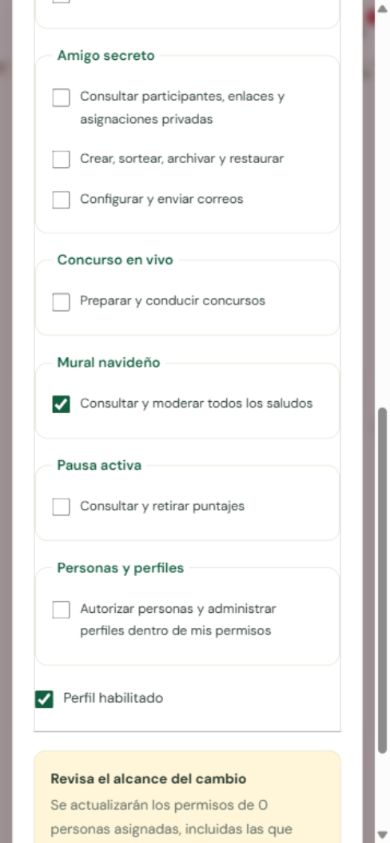 Amigo secreto
Consultar participantes, enlaces y
asignaciones privadas
Crear, sortear, archivar y restaurar
Configurar y enviar correos
Concurso en vivo
Preparar y conducir concursos
Mural navideño
Consultar y moderar todos los saludos
Pausa activa
Consultar y retirar puntajes
Personas y perfiles
Autorizar personas y administrar
perfiles dentro de mis permisos
Perfil habilitado
Revisa el alcance del cambio
Se actualizarán los permisos de 0
personas asignadas, incluidas las que